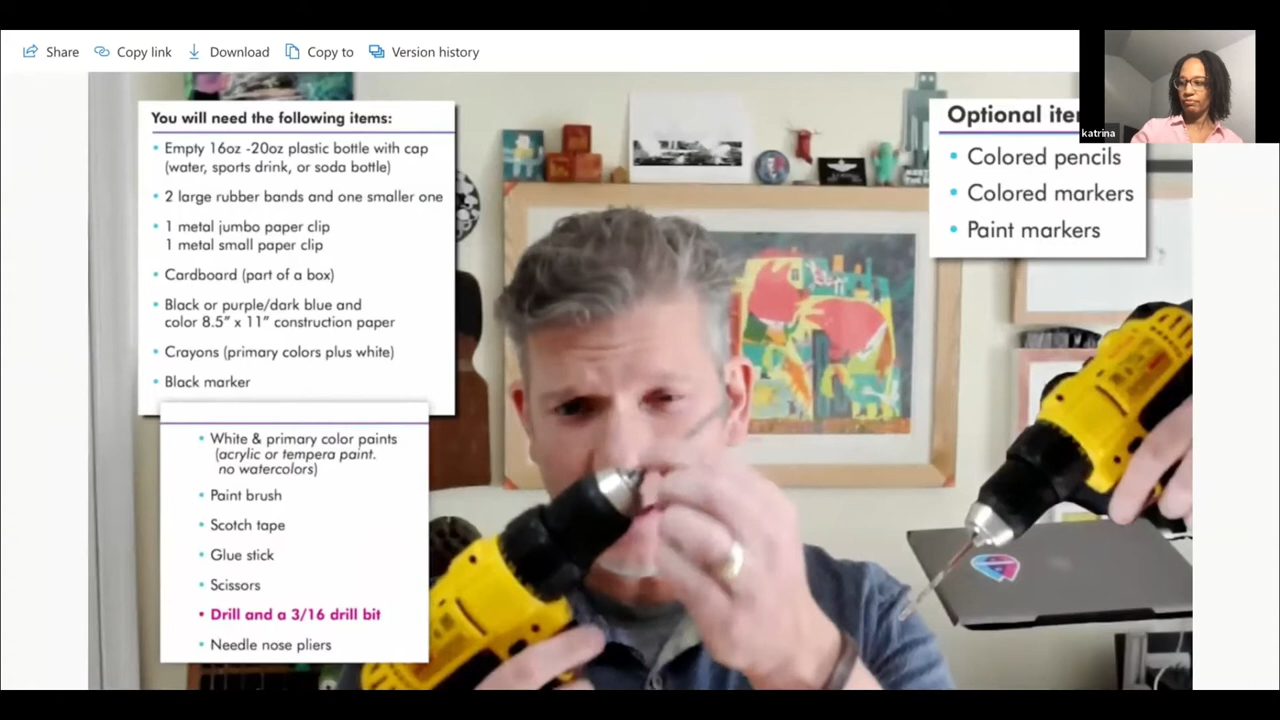 Share Copy link Download Copy to Version history
katrina
You will need the following items:
• Empty 16oz -20oz plastic bottle with cap
(water, sports drink, or soda bottle)
• 2 large rubber bands and one smaller one
• 1 metal jumbo paper clip
1 metal small paper clip
• Cardboard (part of a box)
• Black or purple/dark blue and
color 8.5" x 11" construction paper
• Crayons (primary colors plus white)
• Black marker
• White & primary color paints
(acrylic or tempera paint.
no watercolors)
• Paint brush
• Scotch tape
• Glue stick
• Scissors
• Drill and a 3/16 drill bit
• Needle nose pliers
Optional
• Colored pencils
• Colored markers
• Paint markers